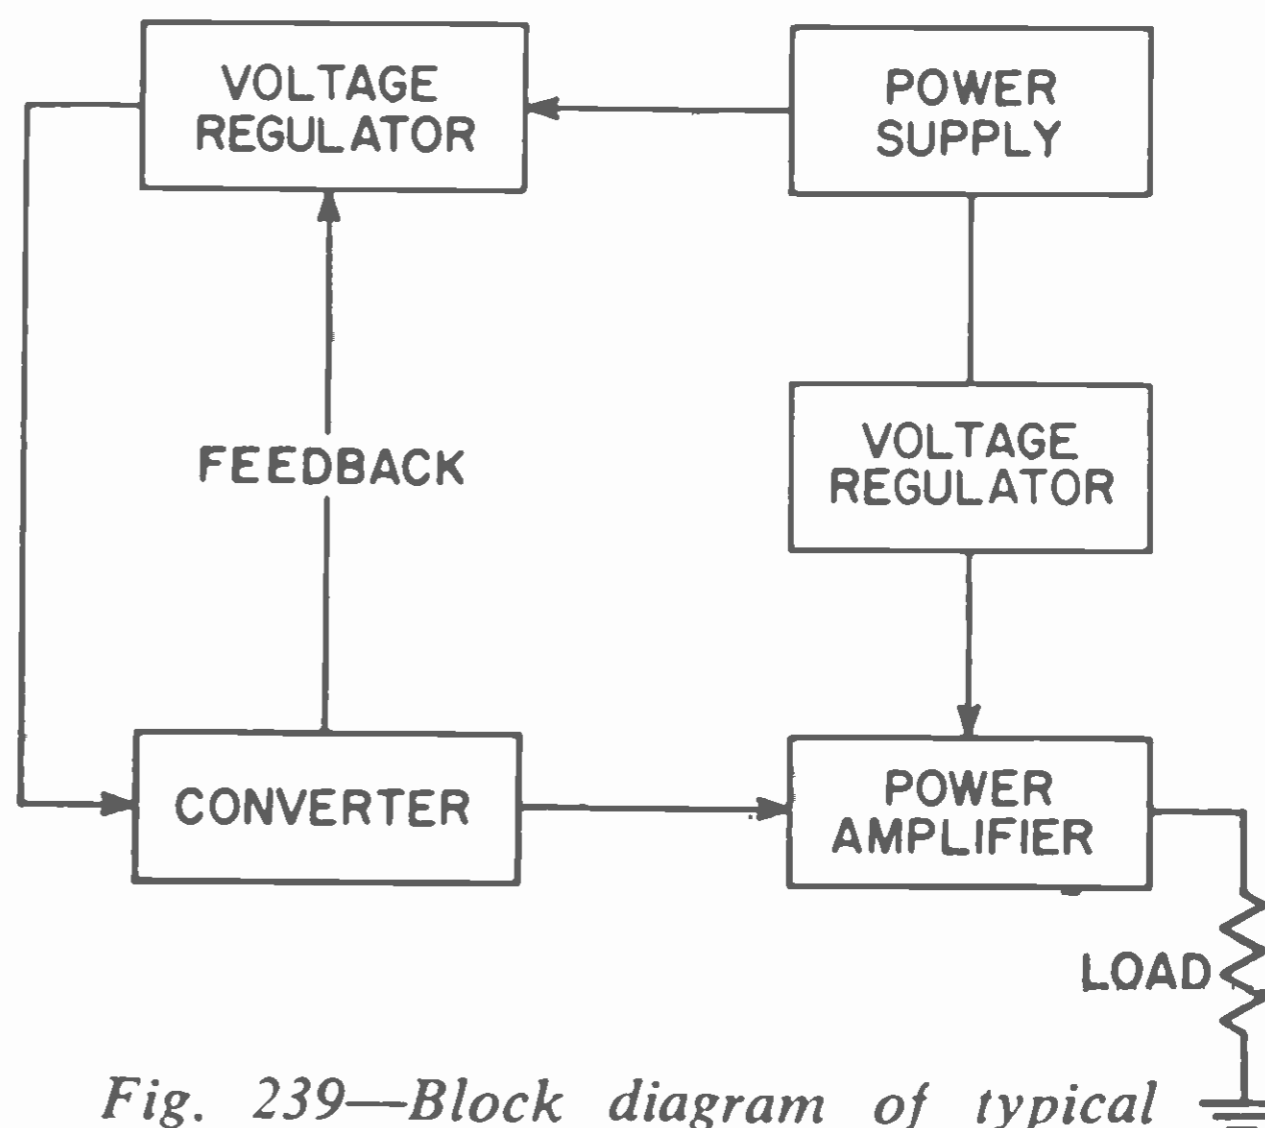 VOLTAGE
REGULATOR
POWER
SUPPLY
FEEDBACK
VOLTAGE
REGULATOR
CONVERTER
POWER
AMPLIFIER
LOAD
Fig. 239—Block diagram of typical